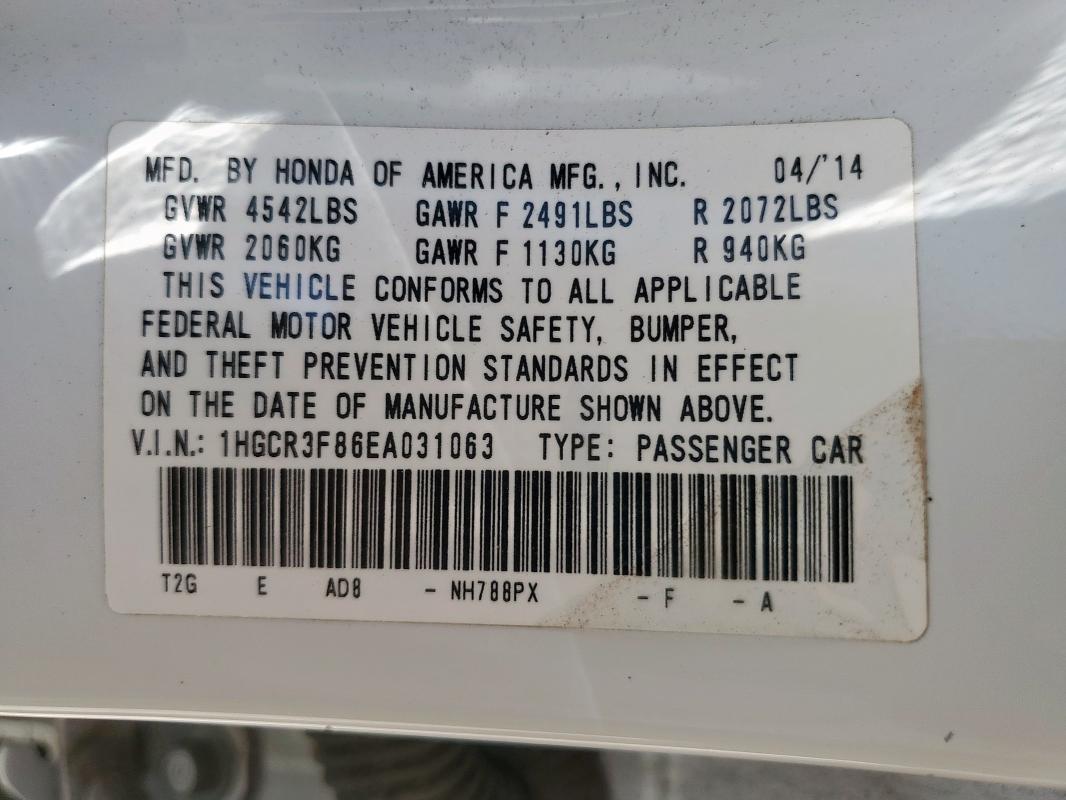 MFD. BY HONDA OF AMERICA MFG., INC. 04/'14
GVWR 4542LBS GAWR F 2491LBS R 2072LBS
GVWR 2060KG GAWR F 1130KG R 940KG
THIS VEHICLE CONFORMS TO ALL APPLICABLE
FEDERAL MOTOR VEHICLE SAFETY, BUMPER,
AND THEFT PREVENTION STANDARDS IN EFFECT
ON THE DATE OF MANUFACTURE SHOWN ABOVE.
V.I.N.: 1HGCR3F86EA031063 TYPE: PASSENGER CAR
T2G E AD8 - NH788PX - F - A